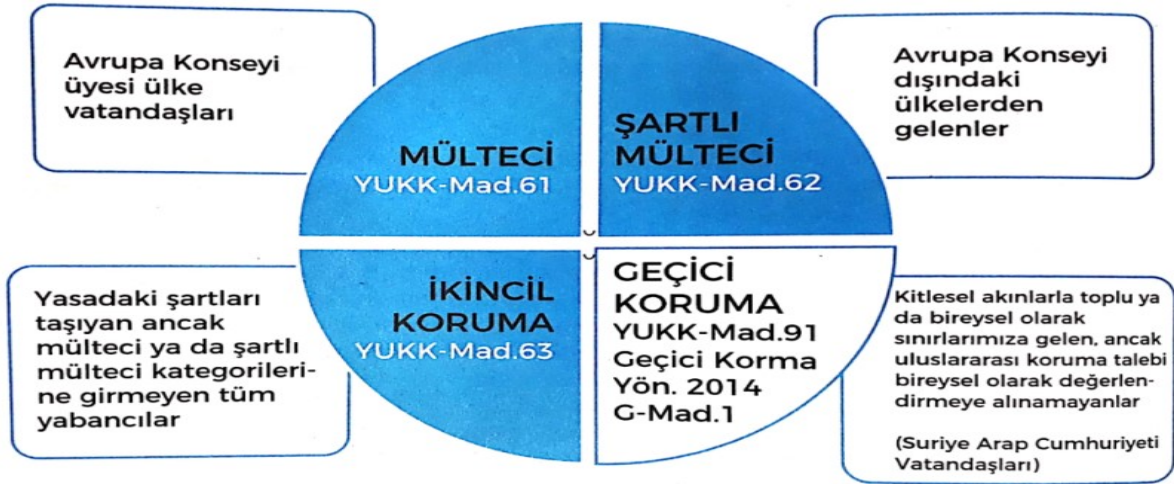 Avrupa Konseyi
üyesi ülke
vatandaşları
MÜLTECİ
YUKK-Mad.61
ŞARTLI
MÜLTECİ
YUKK-Mad.62
Avrupa Konseyi
dışındaki
ülkelerden
gelenler
Yasadaki şartları
taşıyan ancak
mülteci ya da şartlı
mülteci kategorileri-
ne girmeyen tüm
yabancılar
İKİNCİL
KORUMA
YUKK-Mad.63
GEÇİCİ
KORUMA
YUKK-Mad.91
Geçici Korma
Yön. 2014
G-Mad.1
Kitlesel akınlarla toplu ya
da bireysel olarak
sınırlarımıza gelen, ancak
uluslararası koruma talebi
bireysel olarak değerlen-
dirmeye alınamayanlar
(Suriye Arap Cumhuriyeti
Vatandaşları)